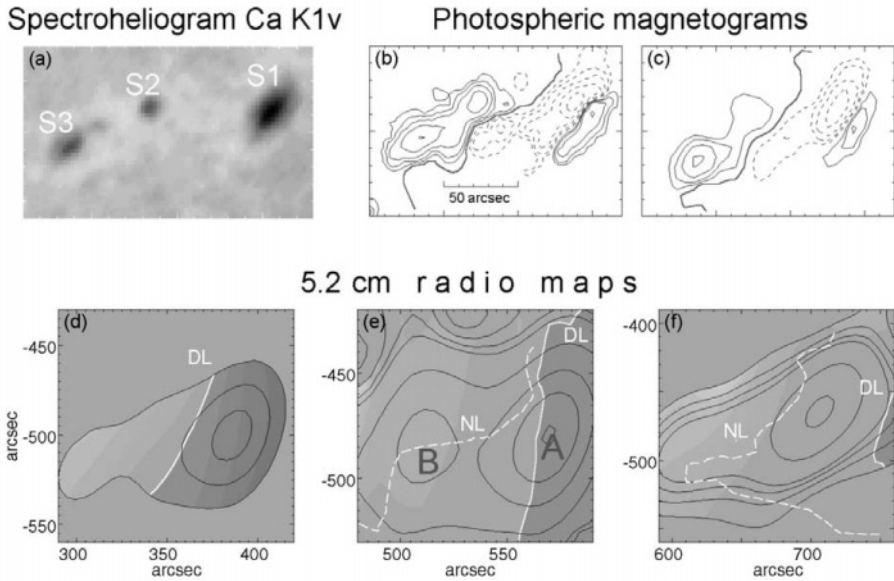 Spectroheliogram Ca K1v
Photospheric magnetograms
(a)
S1
S2
S3
(b)
50 arcsec
(c)
5.2 cm radio maps
(d)
DL
-450
-500
-550
arcsec
300
350
400
arcsec
(e)
DL
NL
B
A
-450
-500
500
550
arcsec
(f)
DL
NL
-400
-500
600
700
arcsec